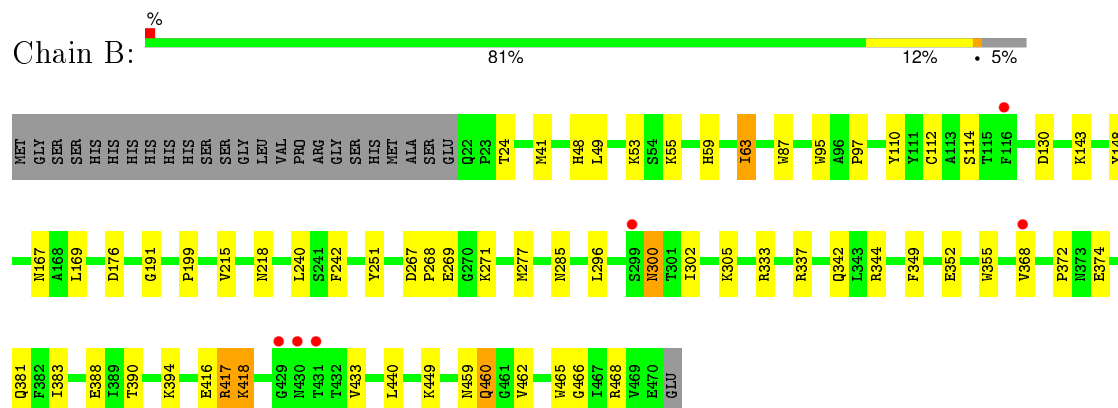 %
Chain B:
81% 12% • 5%
MET GLY SER SER HIS HIS HIS HIS HIS HIS SER SER GLY LEU VAL PRO ARG GLY SER HIS MET ALA SER GLU Q22 P23 T24 M41 H48 L49 K53 S54 K55 H59 I63 W87 W95 A96 P97 Y110 Y111 C112 A113 S114 T115 F116 D130 K143
N167 A168 L169 D176 G191 P199 V215 N218 L240 S241 F242 Y251 D267 P268 E269 G270 K271 M277 N285 L296 S299 N300 T301 I302 K305 R333 R337 Q342 L343 R344 F349 E352 W355 V368 P372 N373 E374
Q381 F382 I383 E388 I389 T390 K394 E416 R417 K418 G429 N430 T431 T432 V433 L440 K449 N459 Q460 G461 V462 W465 G466 I467 R468 V469 E470 GLU